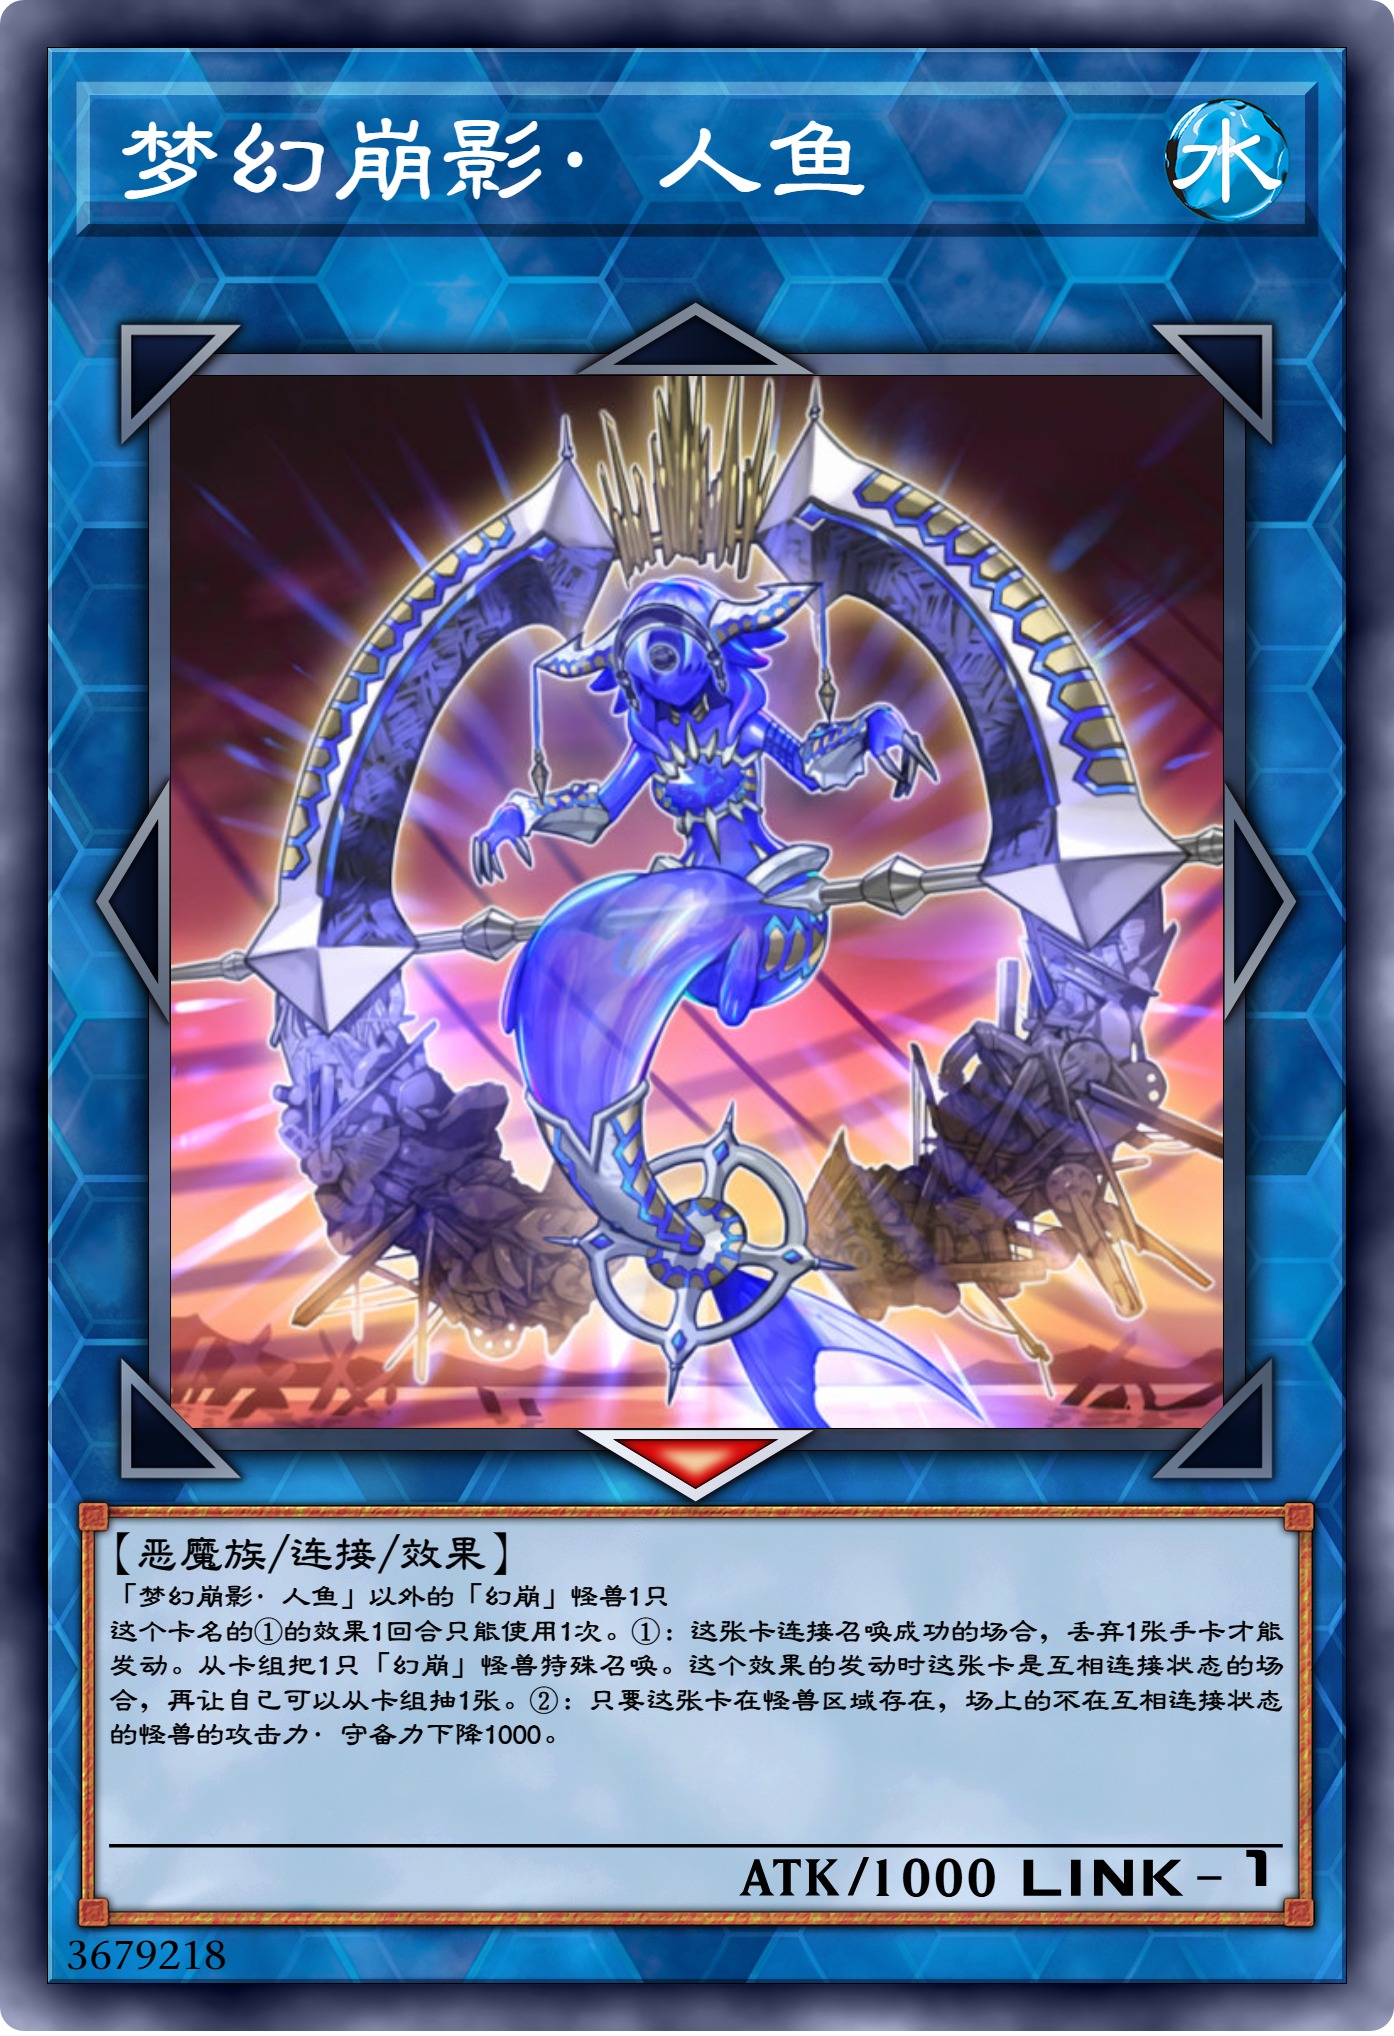 梦幻崩影·人鱼
水
【恶魔族/连接/效果】
「梦幻崩影·人鱼」以外的「幻崩」怪兽1只
这个卡名的①的效果1回合只能使用1次。①：这张卡连接召唤成功的场合，丢弃1张手卡才能
发动。从卡组把1只「幻崩」怪兽特殊召唤。这个效果的发动时这张卡是互相连接状态的场
合，再让自己可以从卡组抽1张。②：只要这张卡在怪兽区域存在，场上的不在互相连接状态
的怪兽的攻击力·守备力下降1000。
ATK/1000 LINK-1
3679218